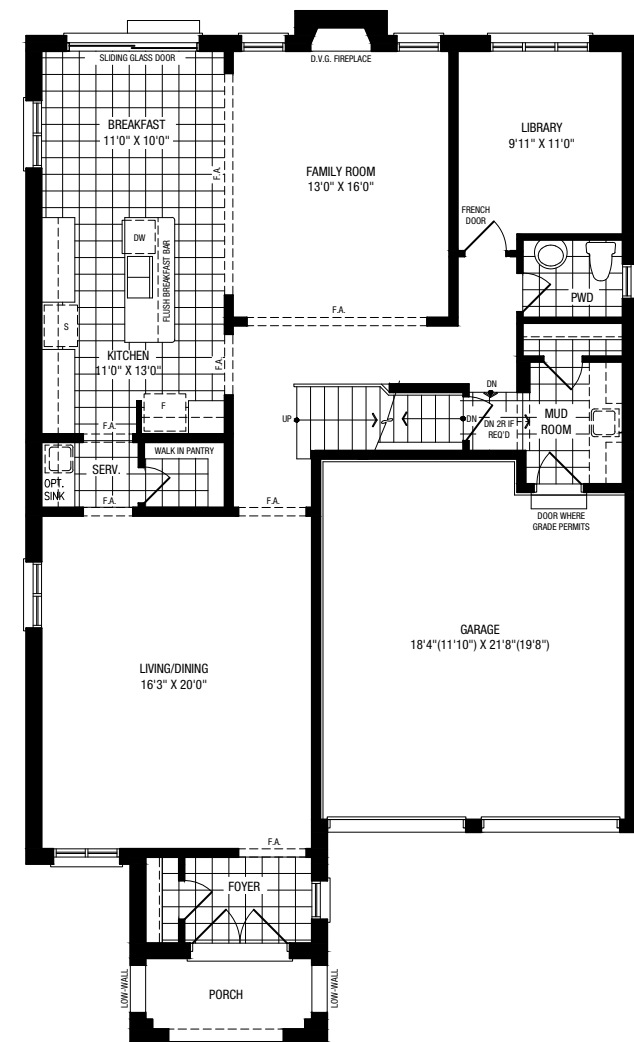 SLIDING GLASS DOOR
D.V.G. FIREPLACE
BREAKFAST
11'0" X 10'0"
LIBRARY
9'11" X 11'0"
FAMILY ROOM
13'0" X 16'0"
F.A.
FRENCH
DOOR
DW
FLUSH BREAKFAST BAR
PWD
S
F.A.
KITCHEN
11'0" X 13'0"
F.A.
F
DN
UP
DN
DN 2R IF
REQ'D
MUD
ROOM
F.A.
WALK IN PANTRY
SERV.
OPT.
SINK
F.A.
F.A.
DOOR WHERE
GRADE PERMITS
GARAGE
18'4"(11'10") X 21'8"(19'8")
LIVING/DINING
16'3" X 20'0"
F.A.
FOYER
LOW-WALL
PORCH
LOW-WALL